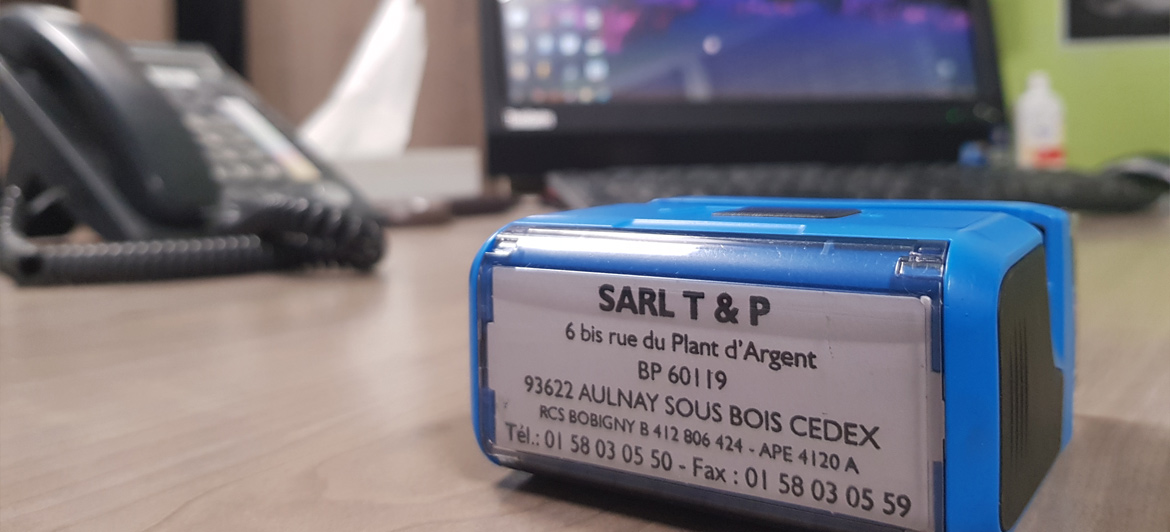 SARL T & P
6 bis rue du Plant d'Argent
BP 60119
93622 AULNAY SOUS BOIS CEDEX
RCS BOBIGNY B 412 806 424 - APE 4120 A
Tél.: 01 58 03 05 50 - Fax : 01 58 03 05 59